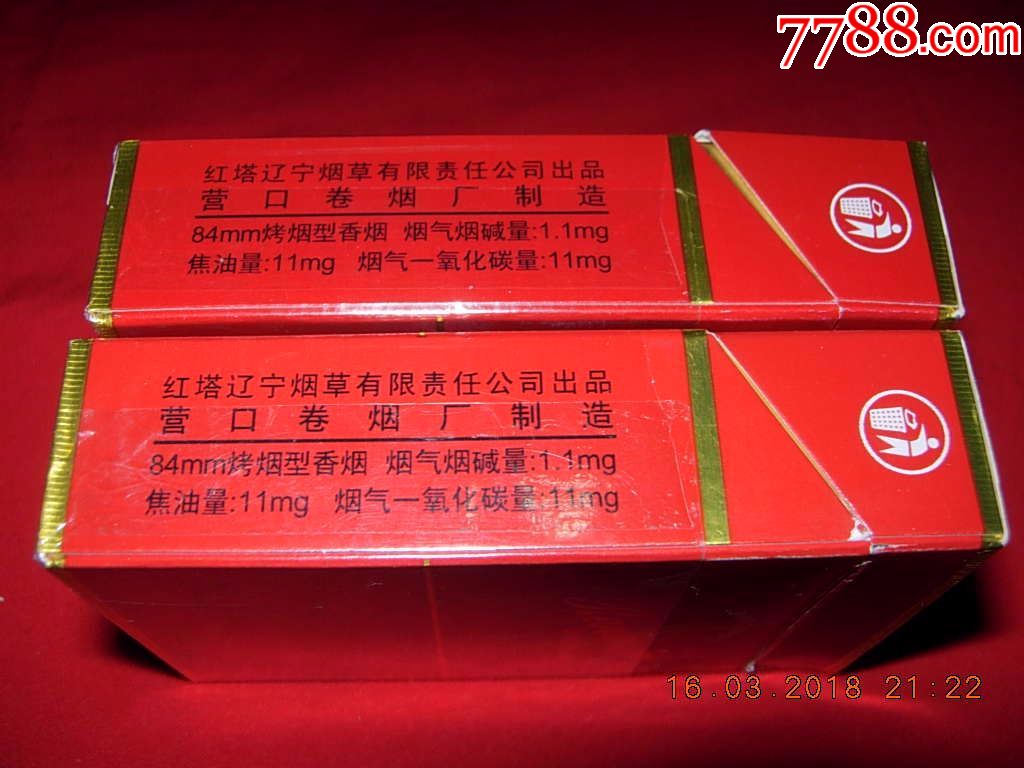 7788.com
红塔辽宁烟草有限责任公司出品
营口卷烟厂制造
84mm烤烟型香烟 烟气烟碱量:1.1mg
焦油量:11mg 烟气一氧化碳量:11mg
红塔辽宁烟草有限责任公司出品
营口卷烟厂制造
84mm烤烟型香烟 烟气烟碱量:1.1mg
焦油量:11mg 烟气一氧化碳量:11mg
16.03.2018 21:22